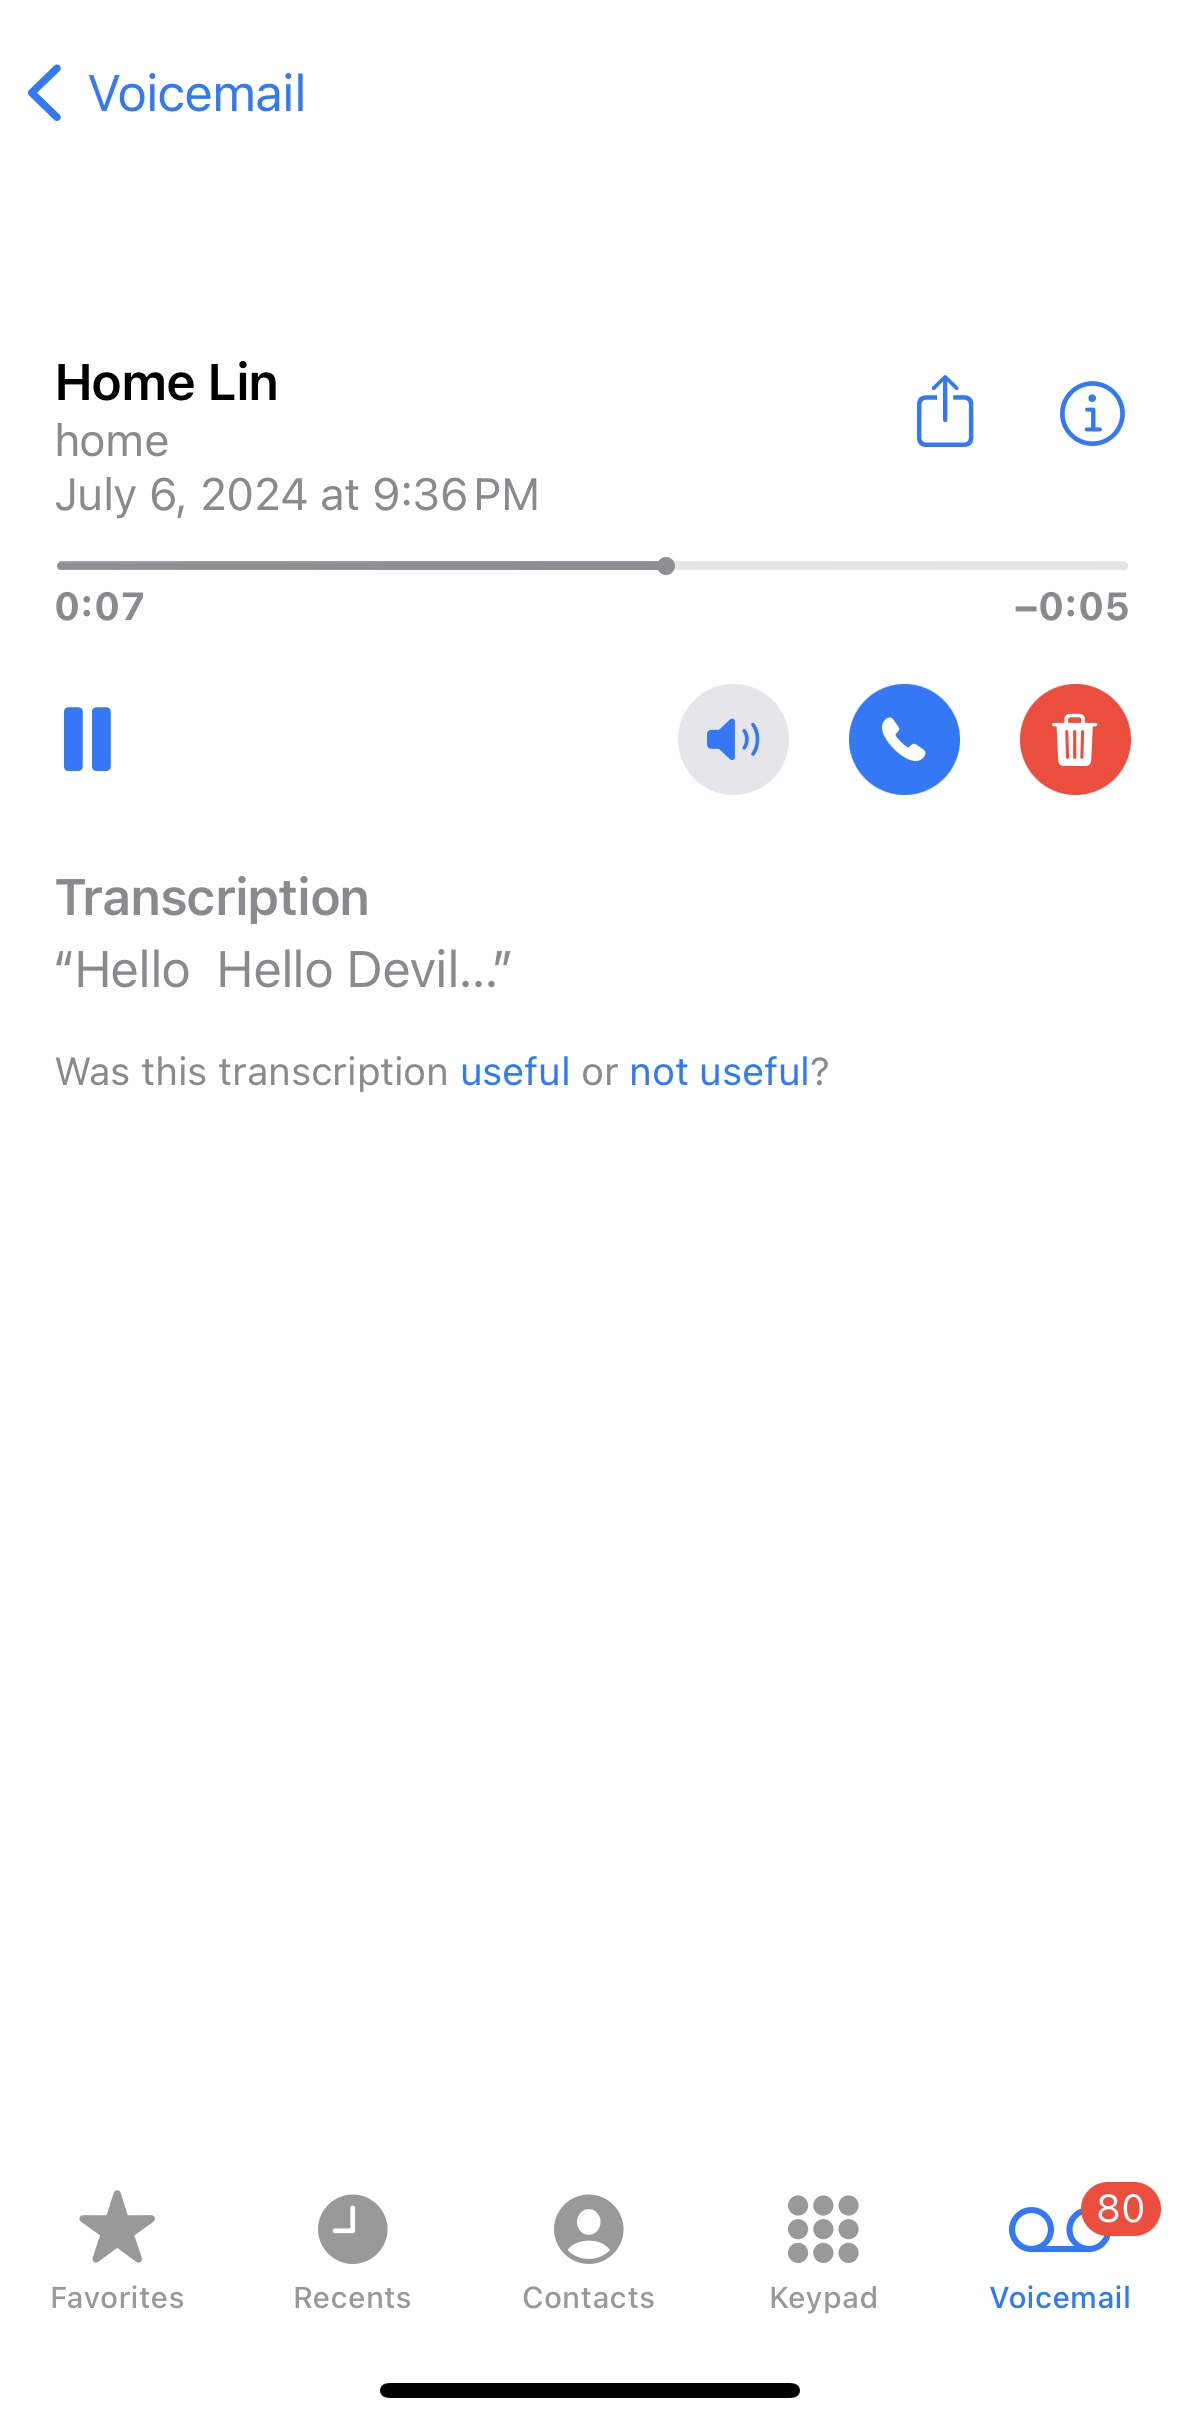 Voicemail
Home Lin
home
July 6, 2024 at 9:36 PM
0:07
–0:05
Transcription
“Hello  Hello Devil...”
Was this transcription useful or not useful?
80
Favorites
Recents
Contacts
Keypad
Voicemail